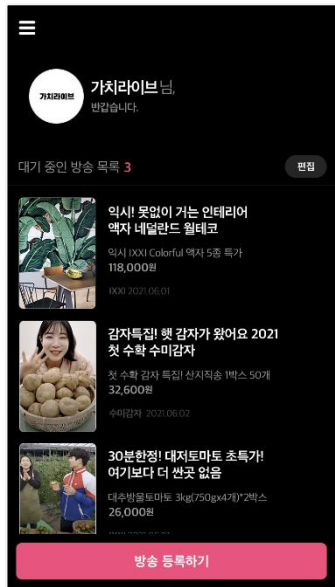 가치라이브
가치라이브 님,
반갑습니다.
대기 중인 방송 목록 3
편집
익시! 못없이 거는 인테리어
액자 네덜란드 월테코
익시 IXXI Colorful 액자 5종 특가
118,000원
IXXI 2021.06.01
감자특집! 햇 감자가 왔어요 2021
첫 수확 수미감자
첫 수확 감자 특집! 산지직송 1박스 50개
32,600원
수미감자 2021.06.02
30분한정! 대저토마토 초특가!
여기보다 더 싼곳 없음
대추방울토마토 3kg(750gx4개)*2박스
26,000원
방송 등록하기